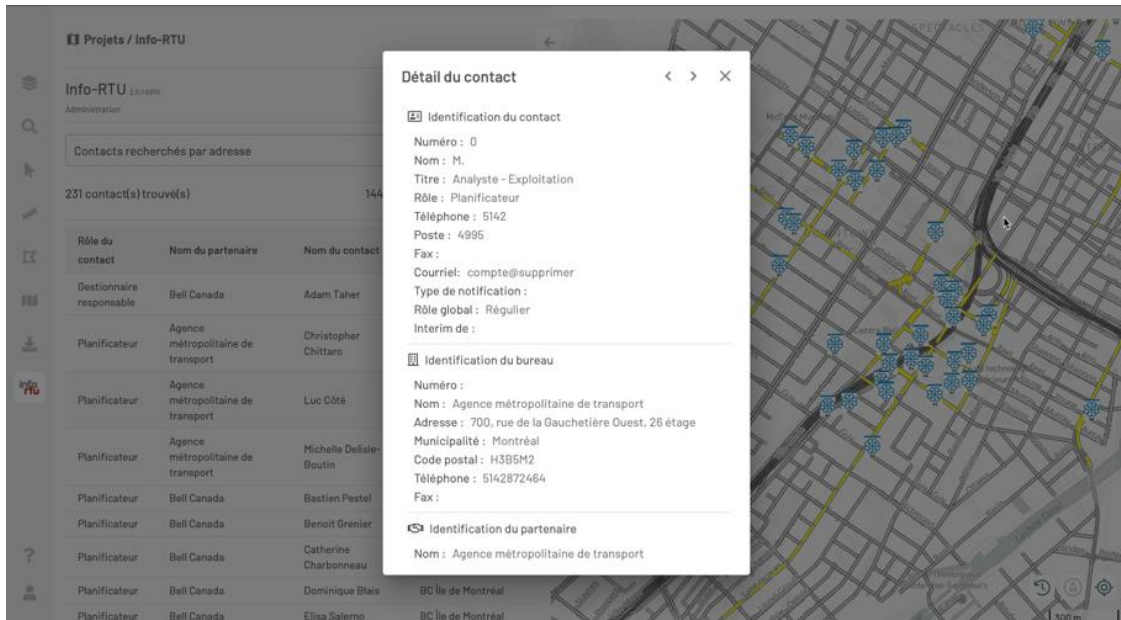 Projets / Info-RTU
Info-RTU
Administration
Contacts recherchés par adresse
231 contact(s) trouvé(s)
144
Rôle du contact
Nom du partenaire
Nom du contact
Gestionnaire responsable
Bell Canada
Adam Taher
Planificateur
Agence métropolitaine de transport
Christopher Chittaro
Planificateur
Agence métropolitaine de transport
Luc Côté
Planificateur
Agence métropolitaine de transport
Michelle Delisle-Boutin
Planificateur
Bell Canada
Bastien Pestel
Planificateur
Bell Canada
Benoit Grenier
Planificateur
Bell Canada
Catherine Charbonneau
Planificateur
Bell Canada
Dominique Blais
BC Île de Montréal
Planificateur
Bell Canada
Elisa Salerno
BC Île de Montréal
info
rtu
Détail du contact
Identification du contact
Numéro : 0
Nom : M.
Titre : Analyste - Exploitation
Rôle : Planificateur
Téléphone : 5142
Poste : 4995
Fax :
Courriel: compte@supprimer
Type de notification :
Rôle global : Régulier
Interim de :
Identification du bureau
Numéro :
Nom : Agence métropolitaine de transport
Adresse : 700, rue de la Gauchetière Ouest, 26 étage
Municipalité : Montréal
Code postal : H3B5M2
Téléphone : 5142872464
Fax :
Identification du partenaire
Nom : Agence métropolitaine de transport
300 m